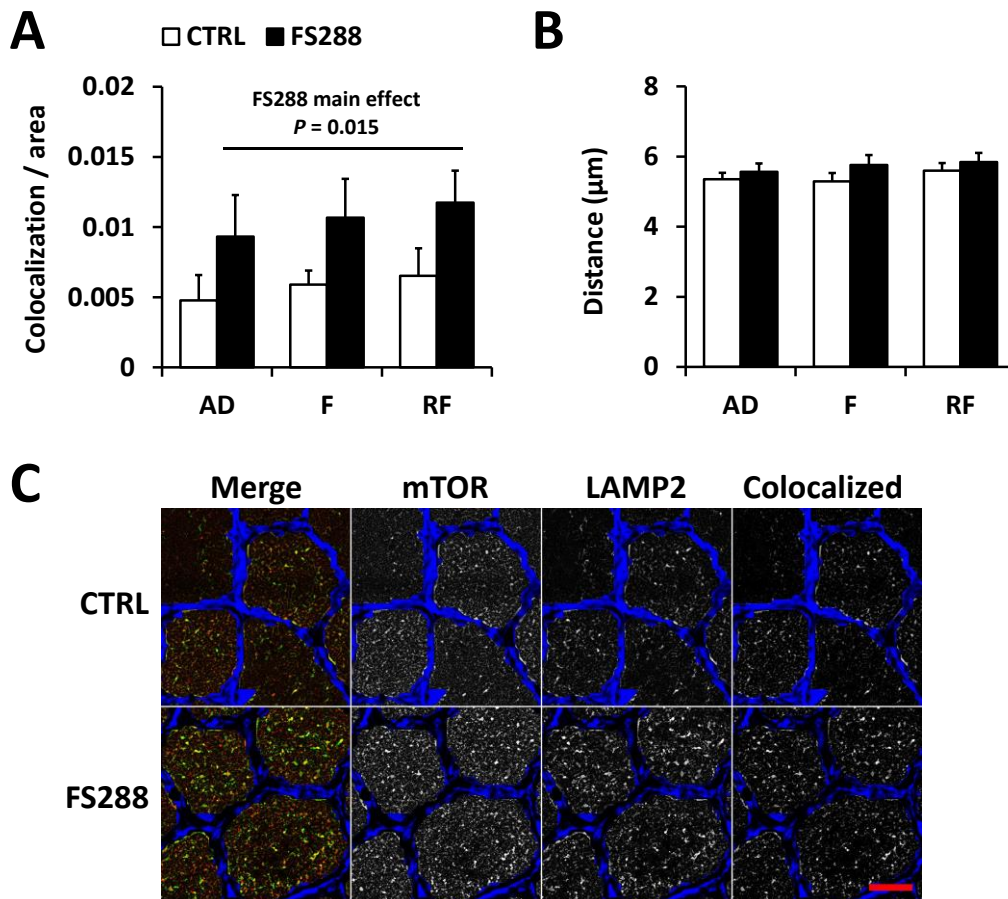 A
CTRL FS288
Colocalization / area
0.02
0.015
0.01
0.005
0
FS288 main effect
P = 0.015
AD F RF
B
Distance (µm)
8
6
4
2
0
AD F RF
C
Merge mTOR LAMP2 Colocalized
CTRL
FS288